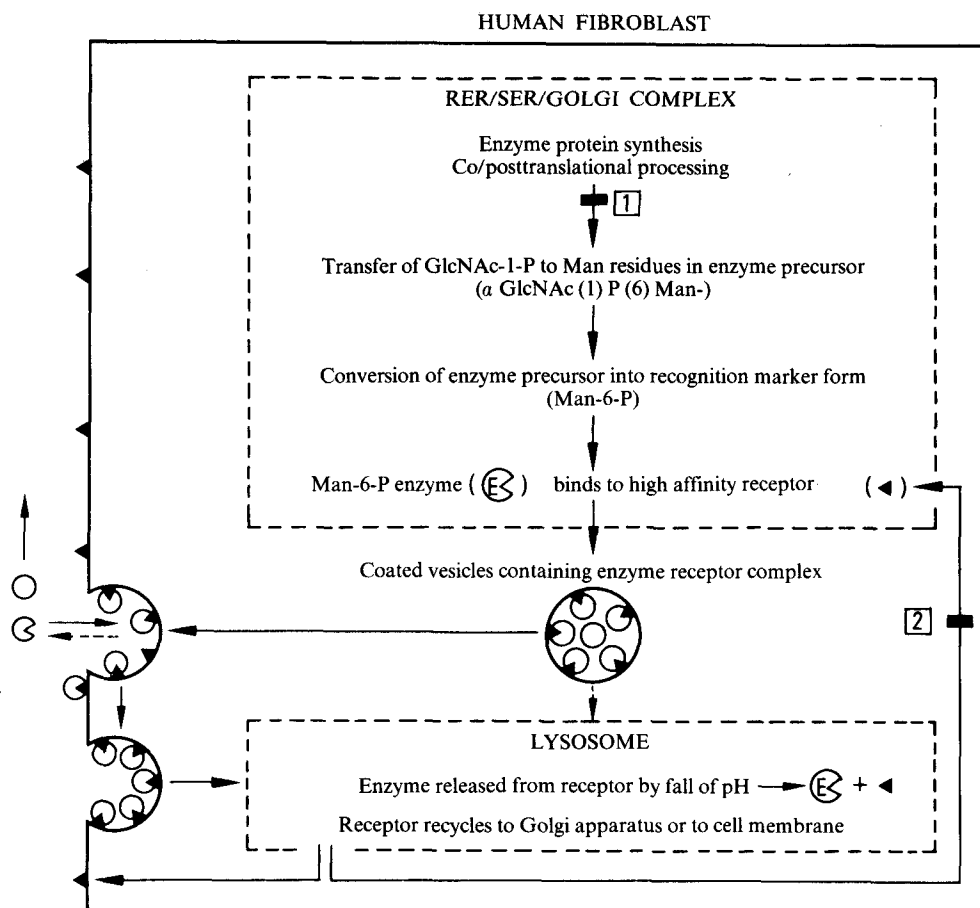 HUMAN FIBROBLAST
RER/SER/GOLGI COMPLEX
Enzyme protein synthesis
Co/posttranslational processing
1
Transfer of GlcNAc-1-P to Man residues in enzyme precursor
(α GlcNAc (1) P (6) Man-)
Conversion of enzyme precursor into recognition marker form
(Man-6-P)
Man-6-P enzyme ( E ) binds to high affinity receptor ( )
Coated vesicles containing enzyme receptor complex
2
LYSOSOME
Enzyme released from receptor by fall of pH E +
Receptor recycles to Golgi apparatus or to cell membrane